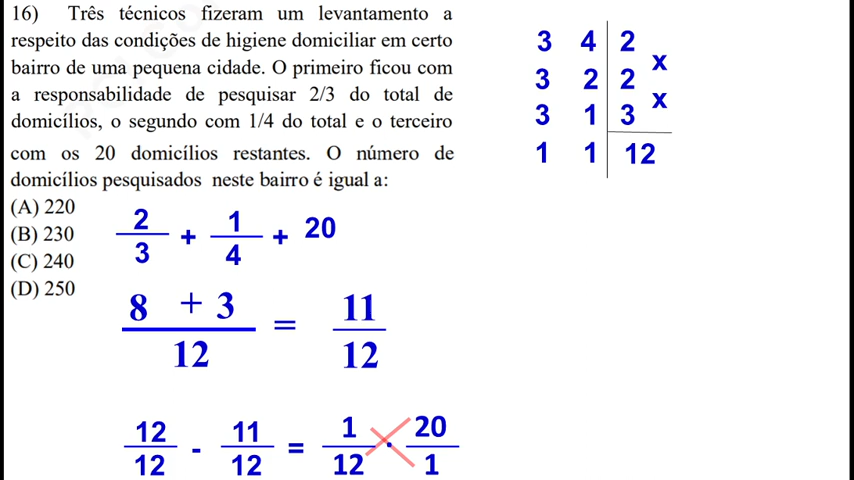 16) Três técnicos fizeram um levantamento a
respeito das condições de higiene domiciliar em certo
bairro de uma pequena cidade. O primeiro ficou com
a responsabilidade de pesquisar 2/3 do total de
domicílios, o segundo com 1/4 do total e o terceiro
com os 20 domicílios restantes. O número de
domicílios pesquisados neste bairro é igual a:
(A) 220
(B) 230
(C) 240
(D) 250
2/3 + 1/4 + 20
8 + 3/12 = 11/12
12/12 - 11/12 = 1/12 . 20/1
3 4 2 x
3 2 2 x
3 1 3
1 1 12